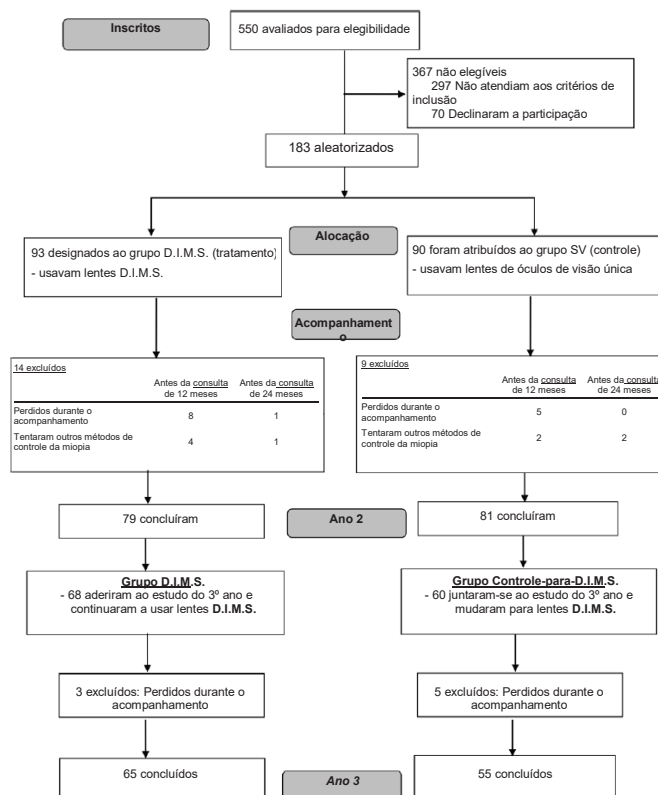 Inscritos
550 avaliados para elegibilidade
367 não elegíveis
297 Não atendiam aos critérios de
inclusão
70 Declinaram a participação
183 aleatorizados
Alocação
93 designados ao grupo D.I.M.S. (tratamento)
- usavam lentes D.I.M.S.
90 foram atribuídos ao grupo SV (controle)
- usavam lentes de óculos de visão única
Acompanhament
o
14 excluídos
Antes da consulta
de 12 meses
Antes da consulta
de 24 meses
Perdidos durante o
acompanhamento
8
1
Tentaram outros métodos de
controle da miopia
4
1
9 excluídos
Antes da consulta
de 12 meses
Antes da consulta
de 24 meses
Perdidos durante o
acompanhamento
5
0
Tentaram outros métodos de
controle da miopia
2
2
79 concluíram
Ano 2
81 concluíram
Grupo D.I.M.S.
- 68 aderiram ao estudo do 3º ano e
continuaram a usar lentes D.I.M.S.
Grupo Controle-para-D.I.M.S.
- 60 juntaram-se ao estudo do 3º ano e
mudaram para lentes D.I.M.S.
3 excluídos: Perdidos durante o
acompanhamento
5 excluídos: Perdidos durante o
acompanhamento
65 concluídos
Ano 3
55 concluídos